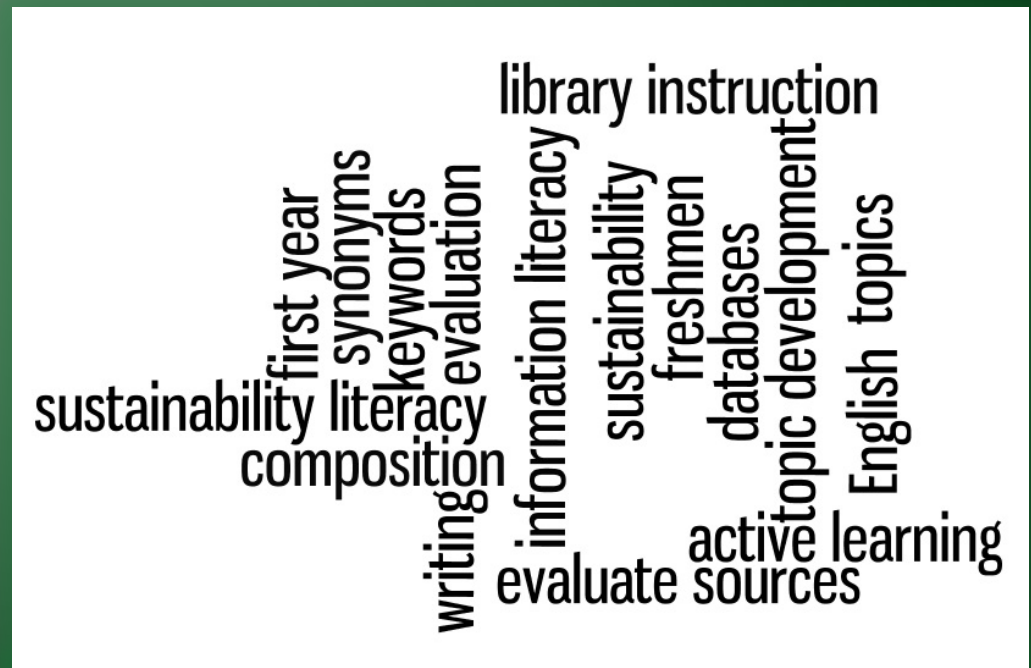 library instruction
first year
synonyms
keywords
evaluation
information literacy
sustainability
freshmen
databases
topic development
English topics
sustainability literacy
composition
writing
active learning
evaluate sources